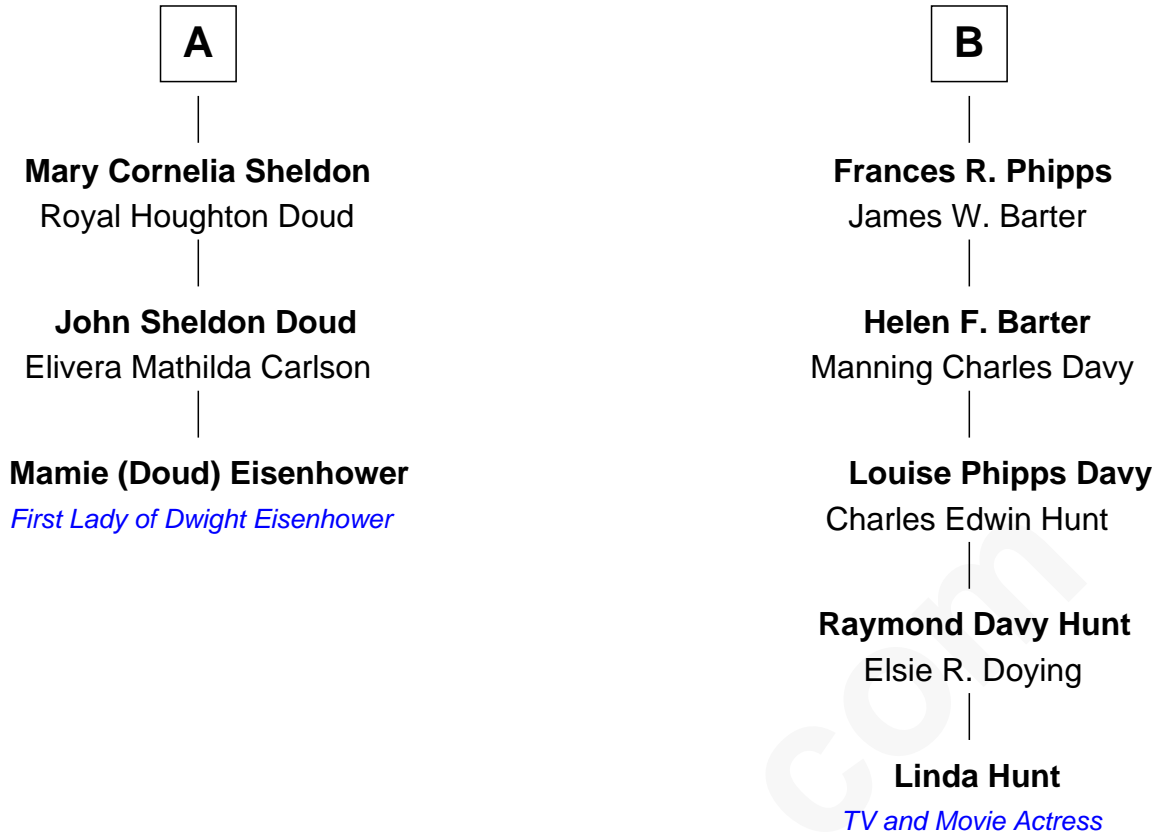 A
Mary Cornelia Sheldon
Royal Houghton Doud
John Sheldon Doud
Elivera Mathilda Carlson
Mamie (Doud) Eisenhower
First Lady of Dwight Eisenhower
B
Frances R. Phipps
James W. Barter
Helen F. Barter
Manning Charles Davy
Louise Phipps Davy
Charles Edwin Hunt
Raymond Davy Hunt
Elsie R. Doying
Linda Hunt
TV and Movie Actress
com